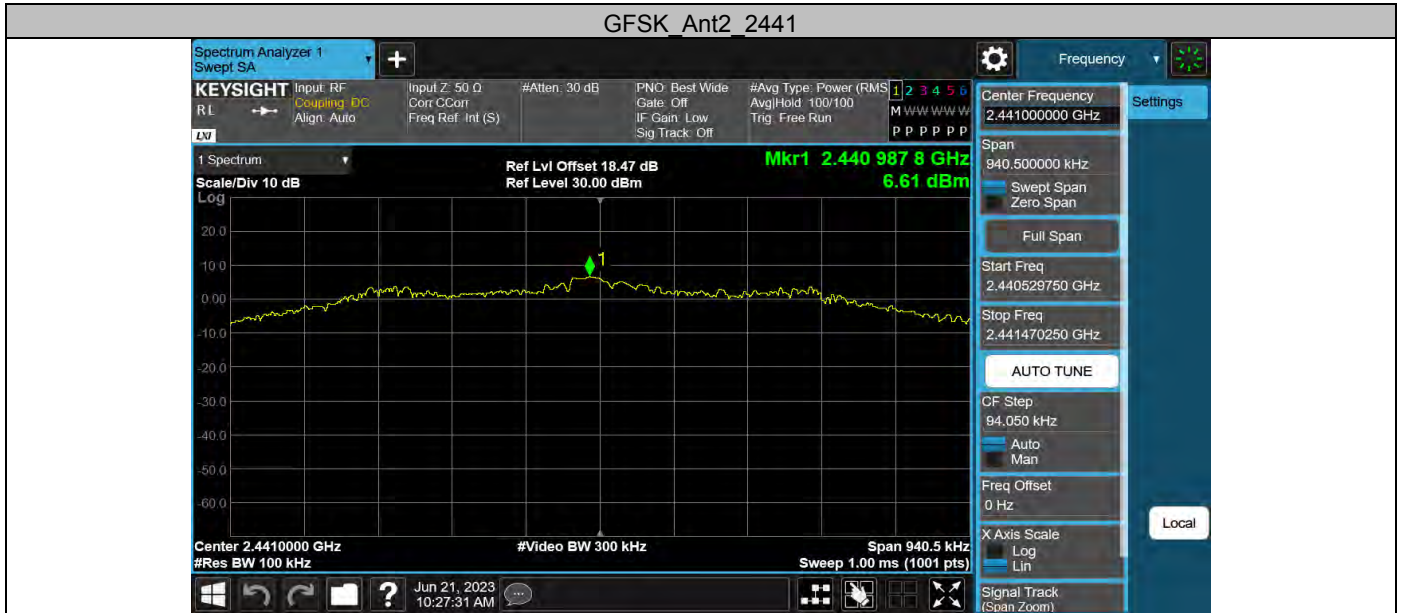 GFSK_Ant2_2441
Spectrum Analyzer 1
Swept SA
+
Frequency
KEYSIGHT
RL
LXI
Input: RF
Coupling: DC
Align: Auto
Input Z: 50 Ω
Corr CCorr
Freq Ref: Int (S)
#Atten: 30 dB
PNO: Best Wide
Gate: Off
IF Gain: Low
Sig Track: Off
#Avg Type: Power (RMS
Avg|Hold: 100/100
Trig: Free Run
1 2 3 4 5 6
M W W W W W
P P P P P P
1 Spectrum
Ref Lvl Offset 18.47 dB
Mkr1 2.440 987 8 GHz
Scale/Div 10 dB
Ref Level 30.00 dBm
6.61 dBm
Log
20.0
10.0
0.00
-10.0
-20.0
-30.0
-40.0
-50.0
-60.0
1
Center 2.4410000 GHz
#Video BW 300 kHz
Span 940.5 kHz
#Res BW 100 kHz
Sweep 1.00 ms (1001 pts)
?
Jun 21, 2023
10:27:31 AM
Center Frequency
2.441000000 GHz
Settings
Span
940.500000 kHz
Swept Span
Zero Span
Full Span
Start Freq
2.440529750 GHz
Stop Freq
2.441470250 GHz
AUTO TUNE
CF Step
94.050 kHz
Auto
Man
Freq Offset
0 Hz
Local
X Axis Scale
Log
Lin
Signal Track
(Span Zoom)